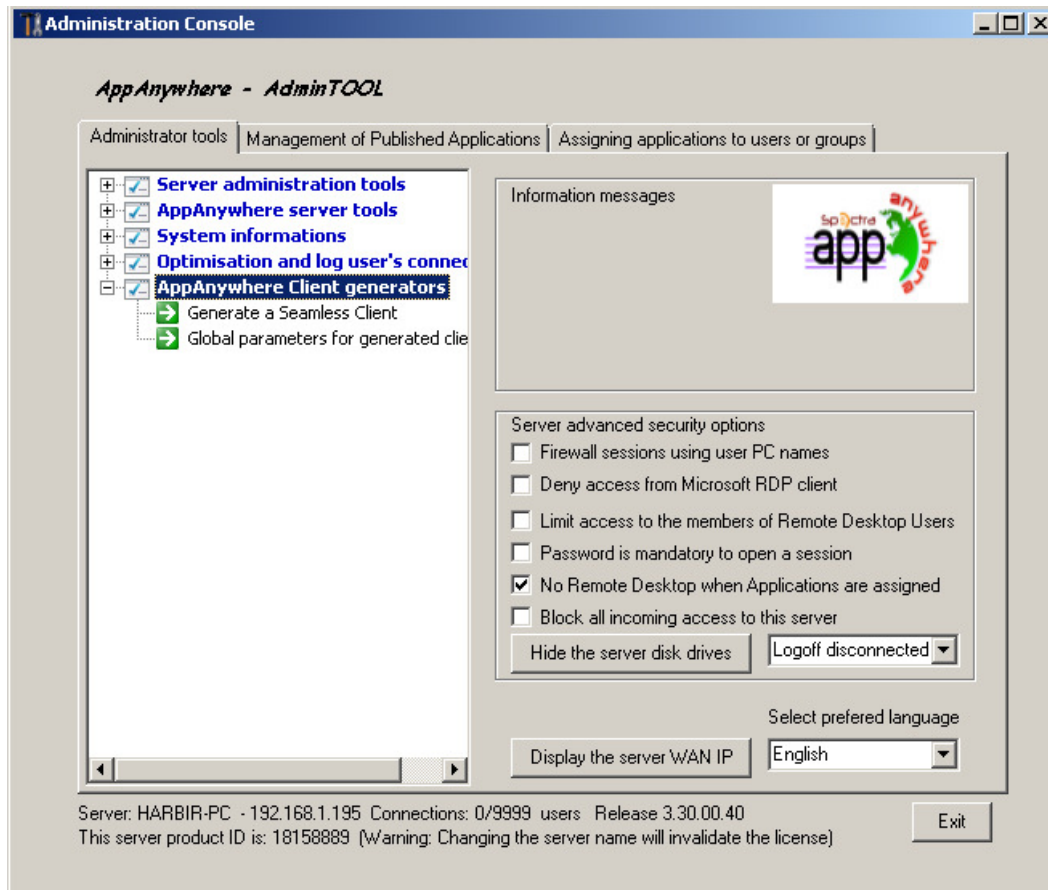 Administration Console
AppAnywhere - AdminTOOL
Administrator tools
Management of Published Applications
Assigning applications to users or groups
Server administration tools
AppAnywhere server tools
System informations
Optimisation and log user's connec
AppAnywhere Client generators
Generate a Seamless Client
Global parameters for generated clie
Information messages
Spectra
app
anywhere
Server advanced security options
Firewall sessions using user PC names
Deny access from Microsoft RDP client
Limit access to the members of Remote Desktop Users
Password is mandatory to open a session
No Remote Desktop when Applications are assigned
Block all incoming access to this server
Hide the server disk drives
Logoff disconnected
Select prefered language
Display the server WAN IP
English
Server: HARBIR-PC - 192.168.1.195 Connections: 0/9999 users Release 3.30.00.40
This server product ID is: 18158889 (Warning: Changing the server name will invalidate the license)
Exit